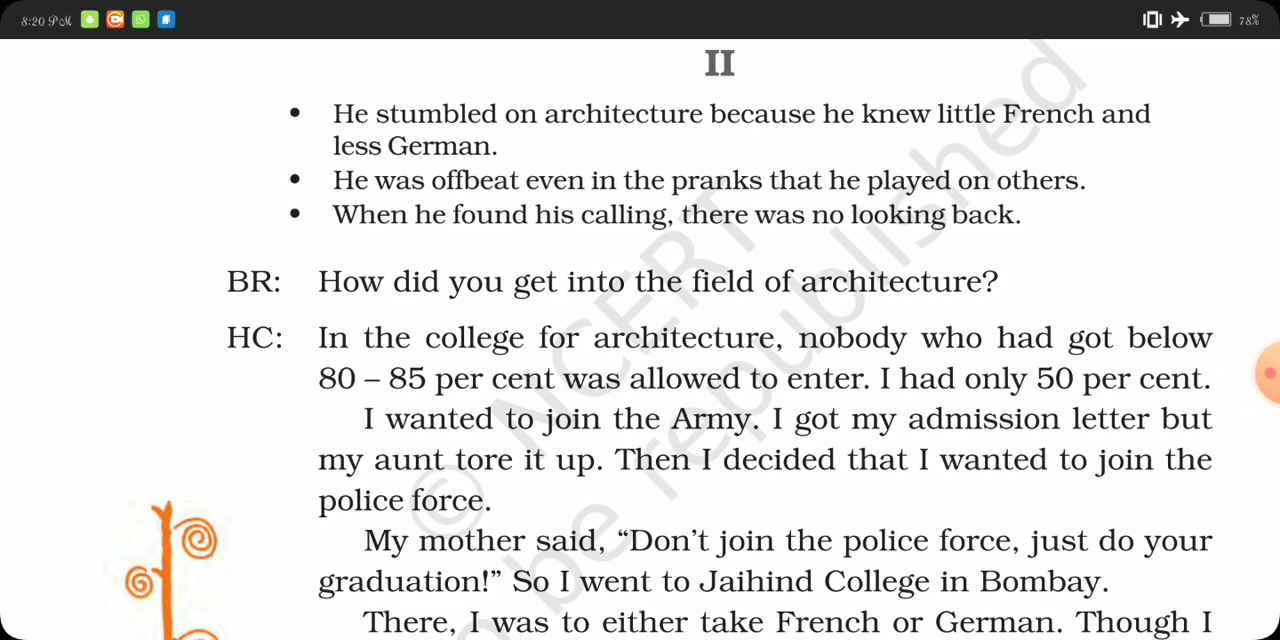 8:20 PM
78%
II
• He stumbled on architecture because he knew little French and
less German.
• He was offbeat even in the pranks that he played on others.
• When he found his calling, there was no looking back.
BR: How did you get into the field of architecture?
HC: In the college for architecture, nobody who had got below
80 – 85 per cent was allowed to enter. I had only 50 per cent.
I wanted to join the Army. I got my admission letter but
my aunt tore it up. Then I decided that I wanted to join the
police force.
My mother said, “Don’t join the police force, just do your
graduation!” So I went to Jaihind College in Bombay.
There, I was to either take French or German. Though I
© NCERT
be republished